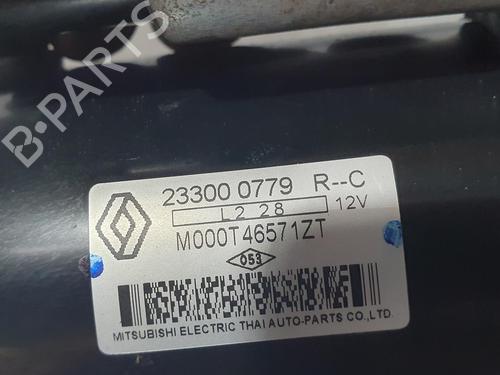 B-PARTS
23300 0779 R--C
L2 28 12V
M000T46571ZT
053
MITSUBISHI ELECTRIC THAI AUTO-PARTS CO.,LTD.